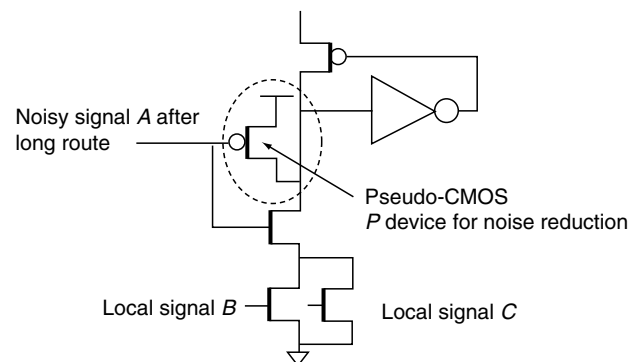 Noisy signal A after
long route
Pseudo-CMOS
P device for noise reduction
Local signal B
Local signal C